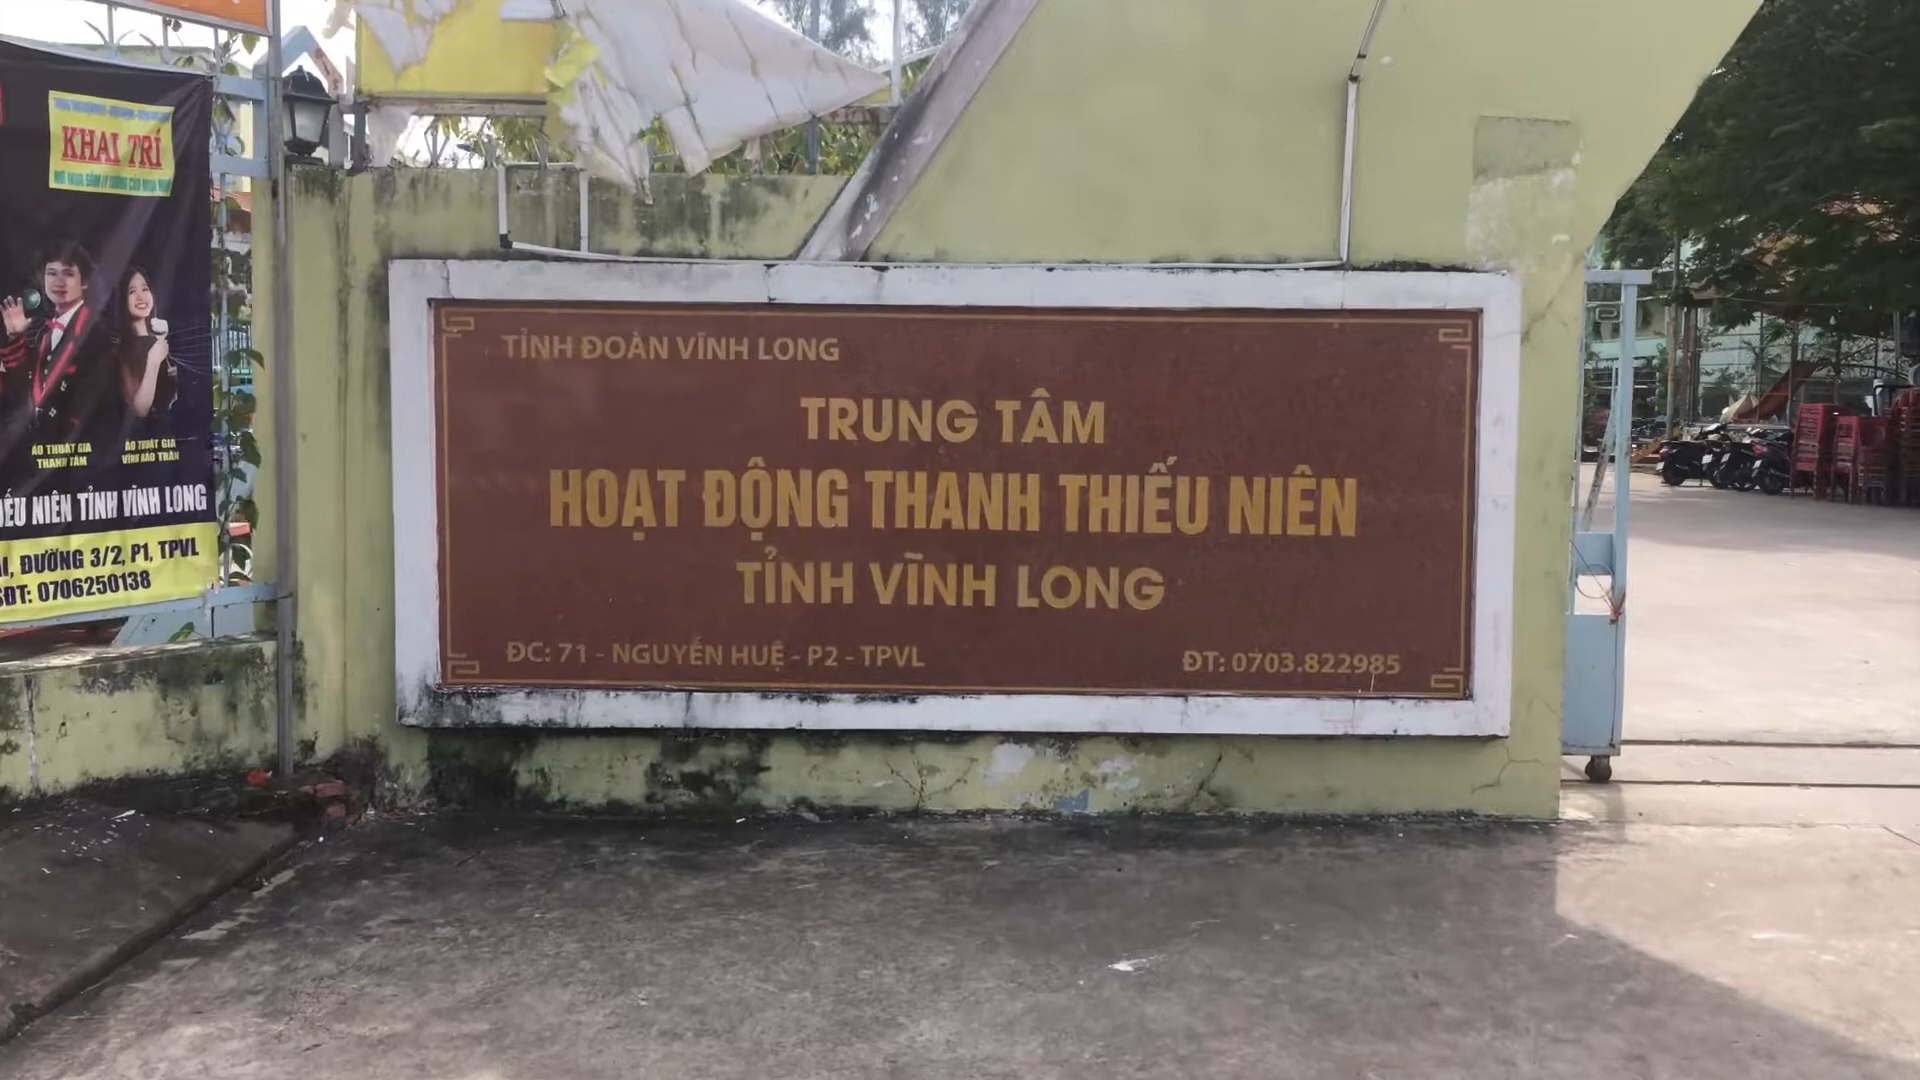 KHAI TRÍ
ẢO THUẬT GIA
THANH TÂM
ẢO THUẬT GIA
VĨNH BẢO TRÂN
NIÊN TỈNH VĨNH LONG
ĐƯỜNG 3/2, P1, TPVL
SĐT: 0706250138
TỈNH ĐOÀN VĨNH LONG
TRUNG TÂM
HOẠT ĐỘNG THANH THIẾU NIÊN
TỈNH VĨNH LONG
ĐC: 71 - NGUYỄN HUỆ - P2 - TPVL
ĐT: 0703.822985